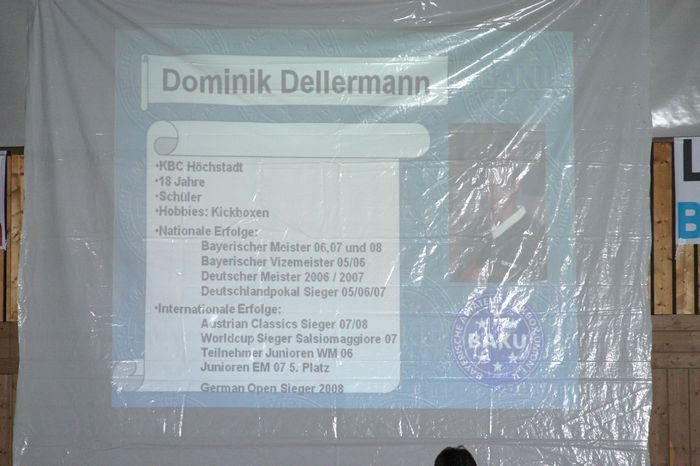 Dominik Dellermann
BAKU
•KBC Höchstadt
•18 Jahre
•Schüler
•Hobbies: Kickboxen
•Nationale Erfolge:
Bayerischer Meister 06,07 und 08
Bayerischer Vizemeister 05/06
Deutscher Meister 2006 / 2007
Deutschlandpokal Sieger 05/06/07
•Internationale Erfolge:
Austrian Classics Sieger 07/08
Worldcup Sieger Salsiomaggiore 07
Teilnehmer Junioren WM 06
Junioren EM 07 5. Platz
German Open Sieger 2008
BAKU
L
B